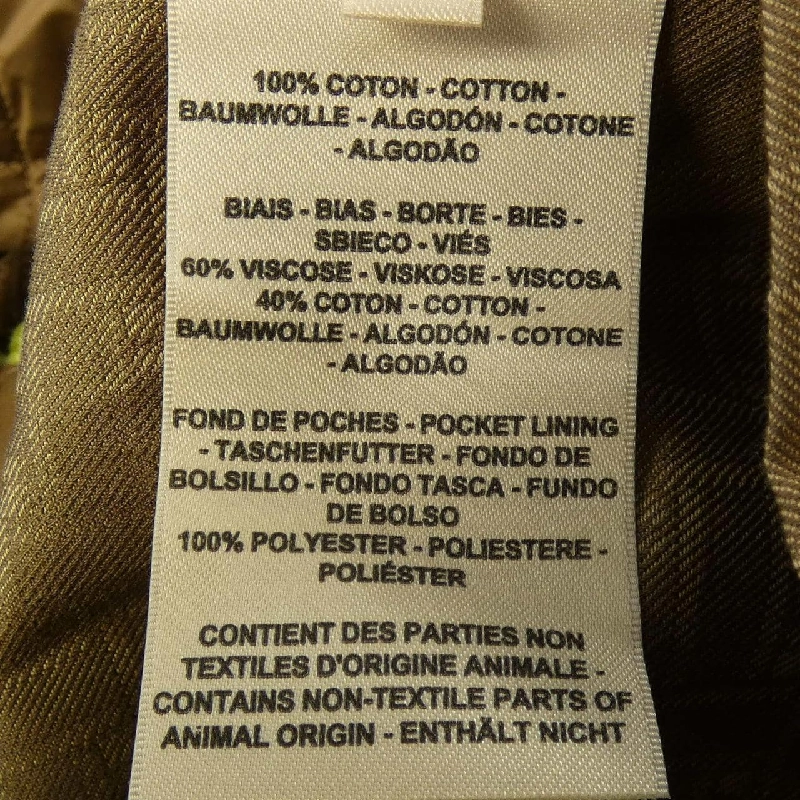 100% COTON - COTTON -
BAUMWOLLE - ALGODÓN - COTONE
- ALGODÃO
BIAIS - BIAS - BORTE - BIES -
SBIECO - VIÉS
60% VISCOSE - VISKOSE - VISCOSA
40% COTON - COTTON -
BAUMWOLLE - ALGODÓN - COTONE
- ALGODÃO
FOND DE POCHES - POCKET LINING
- TASCHENFUTTER - FONDO DE
BOLSILLO - FONDO TASCA - FUNDO
DE BOLSO
100% POLYESTER - POLIESTERE -
POLIÉSTER
CONTIENT DES PARTIES NON
TEXTILES D'ORIGINE ANIMALE -
CONTAINS NON-TEXTILE PARTS OF
ANIMAL ORIGIN - ENTHÄLT NICHT